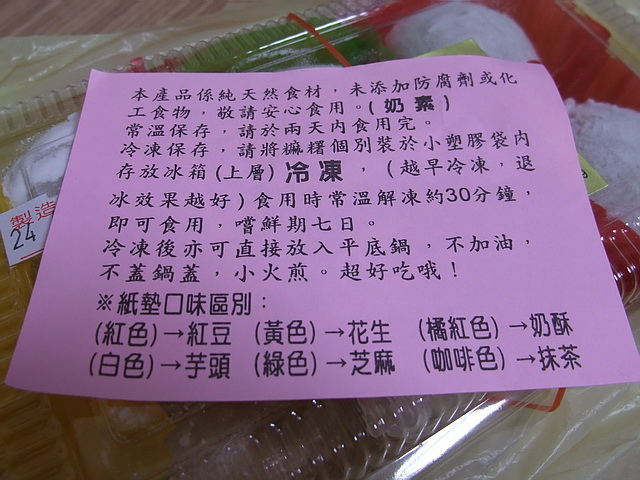 本產品係純天然食材，未添加防腐劑或化
工食物，敬請安心食用。(奶素)
常溫保存，請於兩天內食用完。
冷凍保存，請將麻糬個別裝於小塑膠袋內
存放冰箱(上層)冷凍，(越早冷凍，退
冰效果越好)食用時常溫解凍約30分鐘，
即可食用，嚐鮮期七日。
冷凍後亦可直接放入平底鍋，不加油，
不蓋鍋蓋，小火煎。超好吃哦！
※紙墊口味區別：
(紅色)→紅豆 (黃色)→花生 (橘紅色)→奶酥
(白色)→芋頭 (綠色)→芝麻 (咖啡色)→抹茶
製造
24